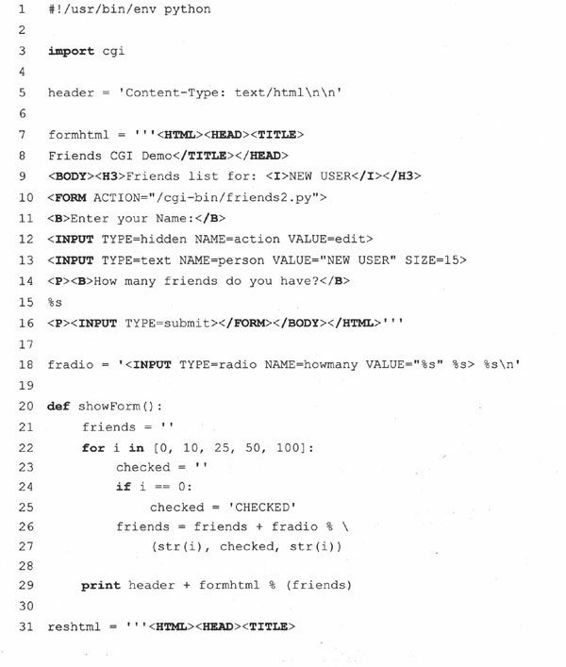 1 #!/usr/bin/env python
2
3 import cgi
4
5 header = 'Content-Type: text/html\n\n'
6
7 formhtml = '''<HTML><HEAD><TITLE>
8 Friends CGI Demo</TITLE></HEAD>
9 <BODY><H3>Friends list for: <I>NEW USER</I></H3>
10 <FORM ACTION="/cgi-bin/friends2.py">
11 <B>Enter your Name:</B>
12 <INPUT TYPE=hidden NAME=action VALUE=edit>
13 <INPUT TYPE=text NAME=person VALUE="NEW USER" SIZE=15>
14 <P><B>How many friends do you have?</B>
15 %s
16 <P><INPUT TYPE=submit></FORM></BODY></HTML>'''
17
18 fradio = '<INPUT TYPE=radio NAME=howmany VALUE="%s" %s> %s\n'
19
20 def showForm():
21     friends = ''
22     for i in [0, 10, 25, 50, 100]:
23         checked = ''
24         if i == 0:
25             checked = 'CHECKED'
26         friends = friends + fradio % \
27             (str(i), checked, str(i))
28
29     print header + formhtml % (friends)
30
31 reshtml = '''<HTML><HEAD><TITLE>